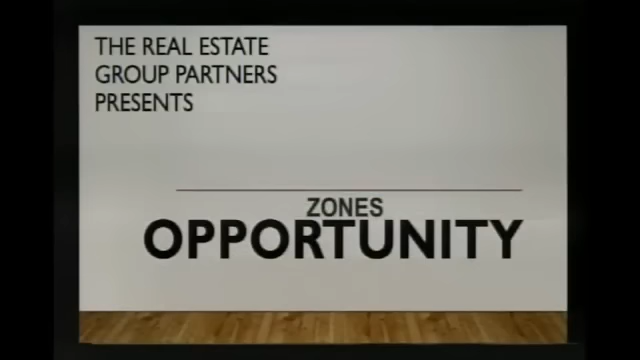 THE REAL ESTATE
GROUP PARTNERS
PRESENTS
ZONES
OPPORTUNITY